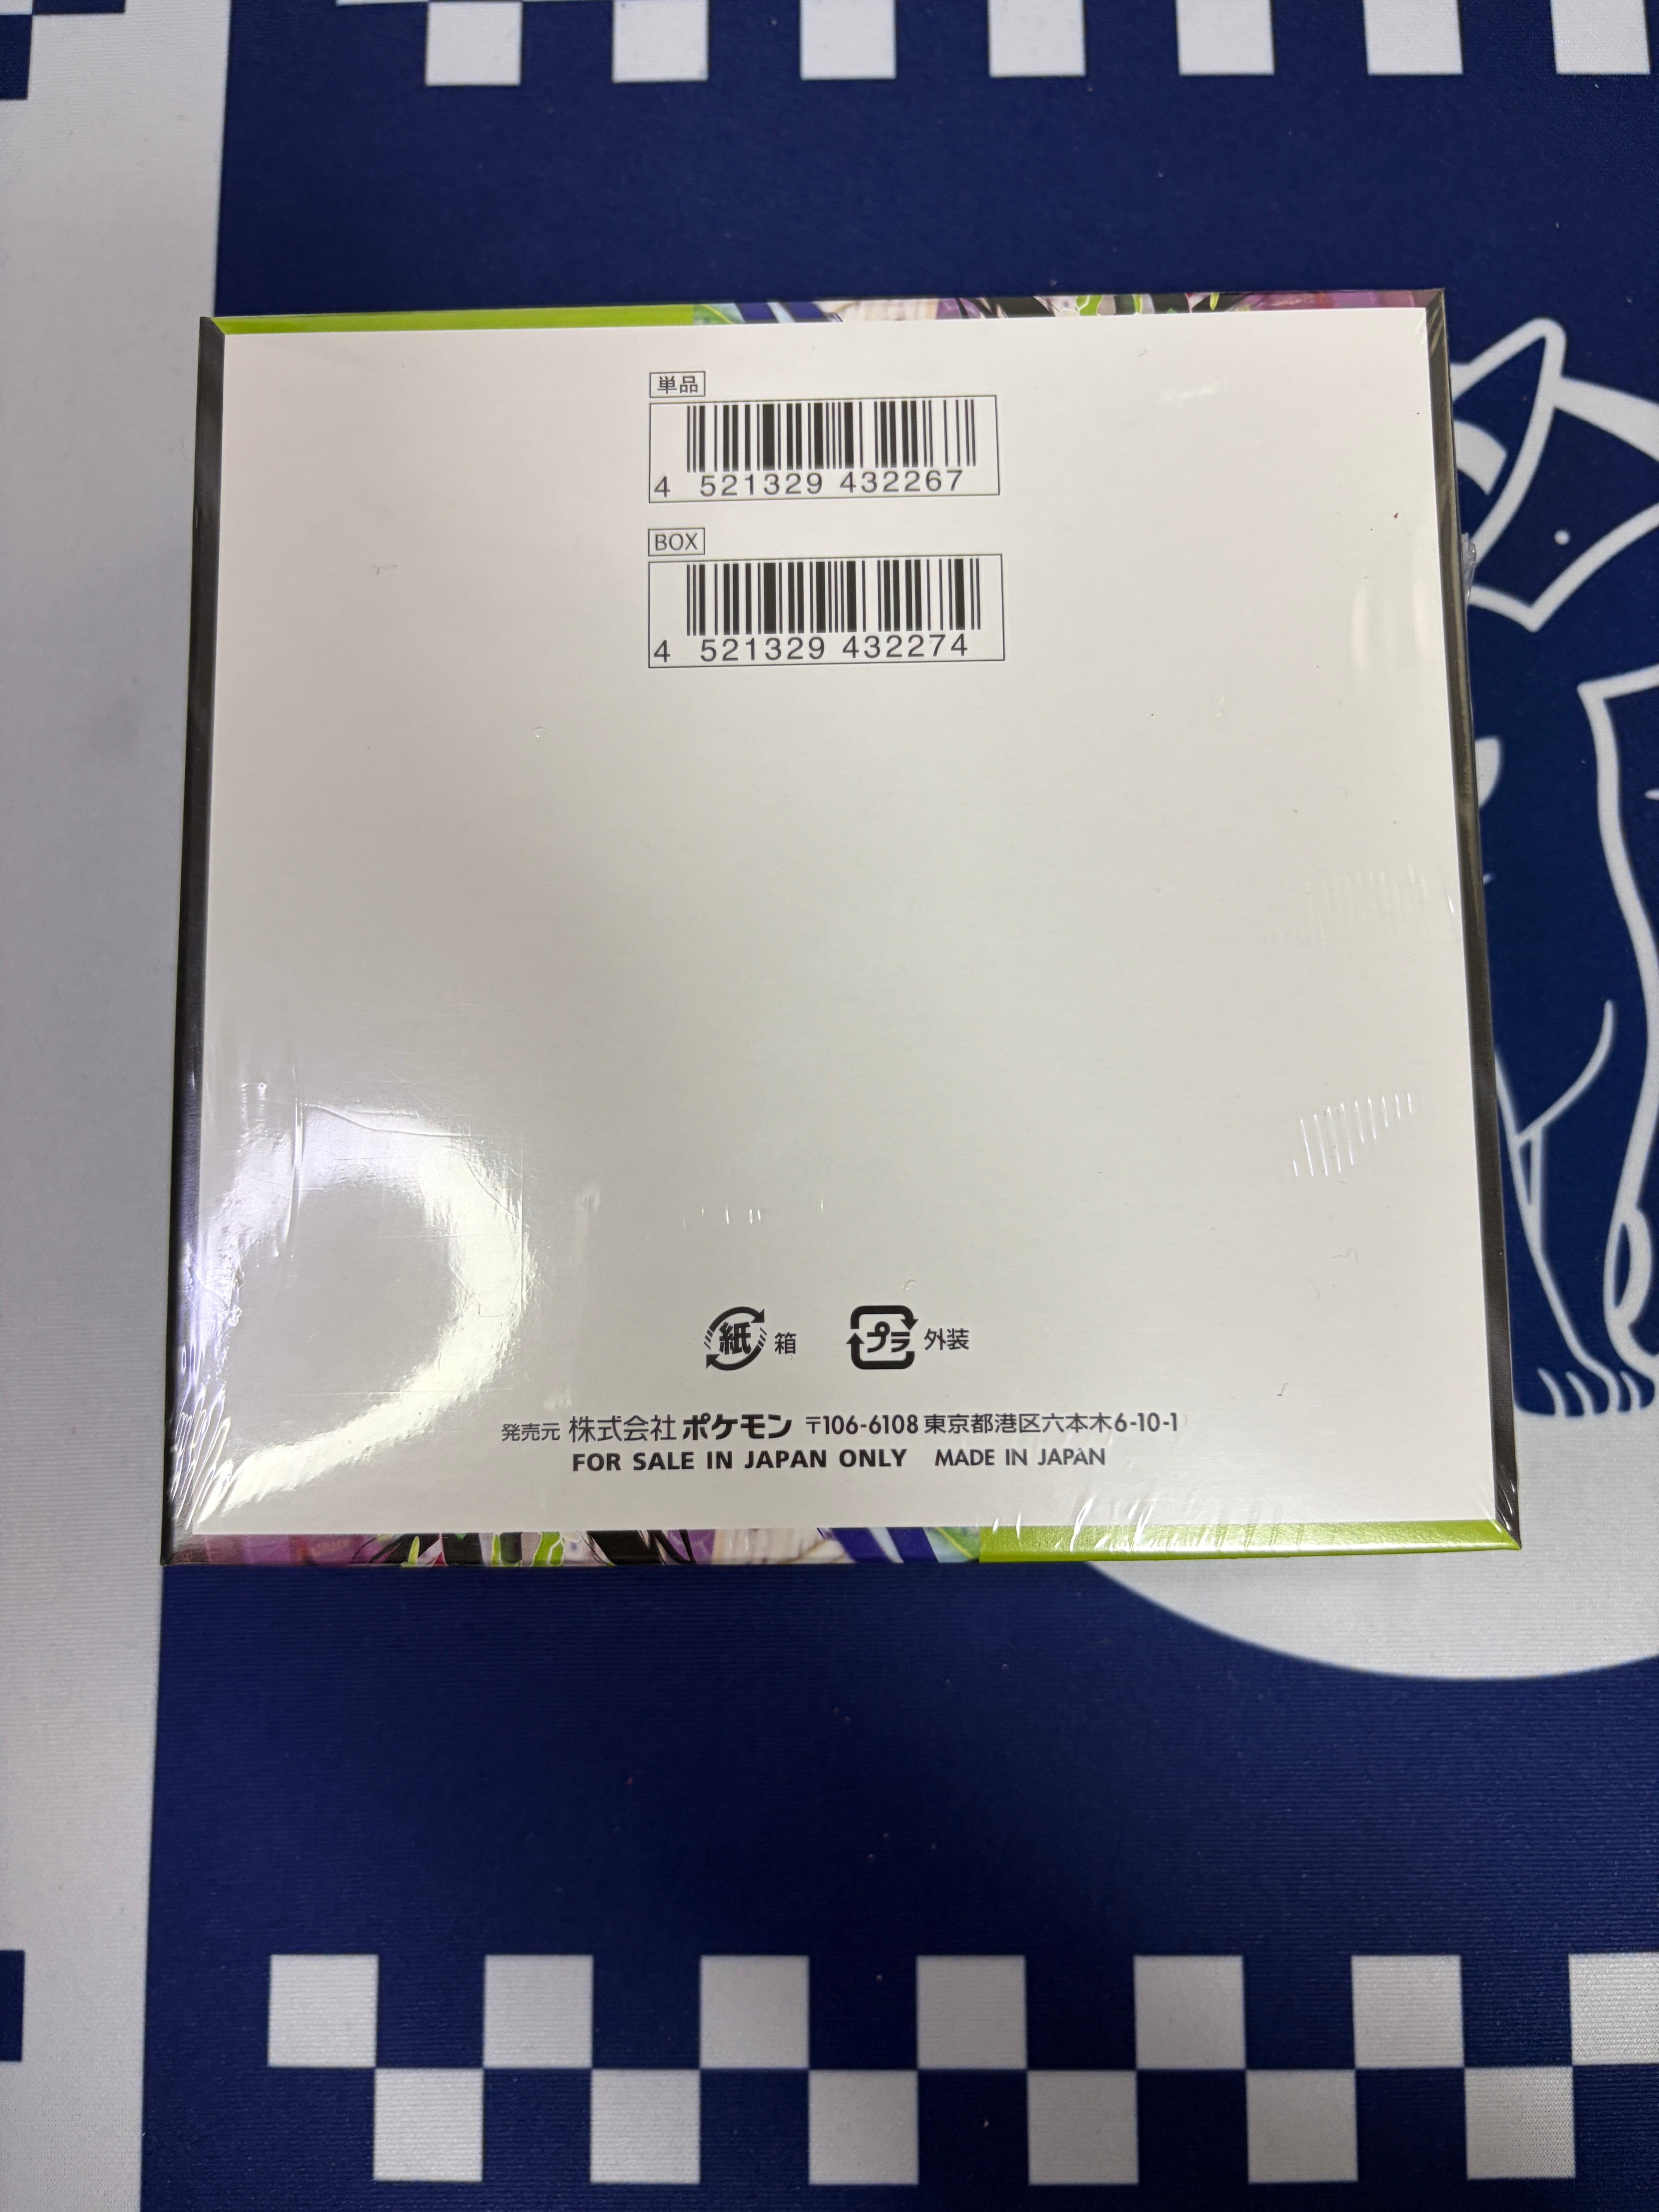 単品
4 521329 432267
BOX
4 521329 432274
紙 箱 プラ 外装
発売元 株式会社 ポケモン 〒106-6108 東京都港区六本木6-10-1
FOR SALE IN JAPAN ONLY MADE IN JAPAN